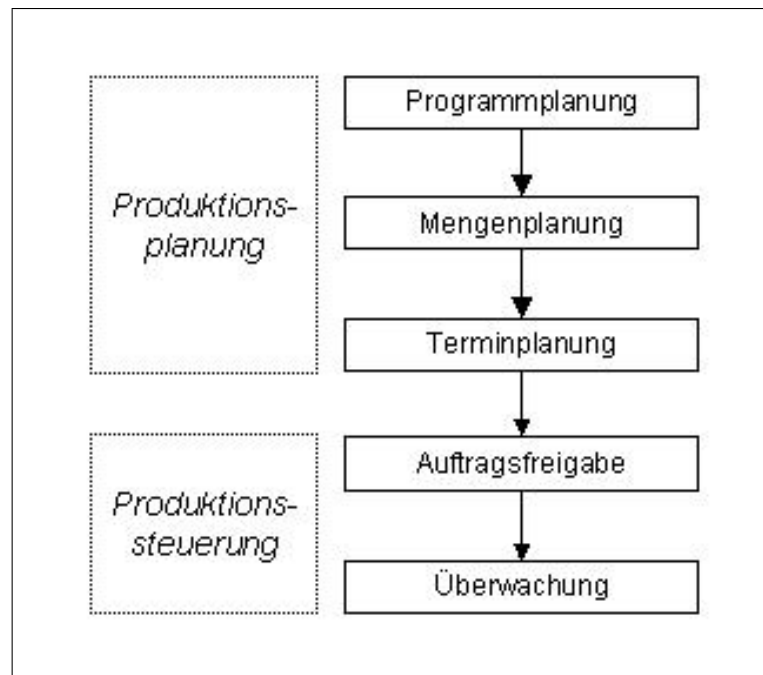 Programmplanung
Produktions-
planung
Mengenplanung
Terminplanung
Auftragsfreigabe
Produktions-
steuerung
Überwachung